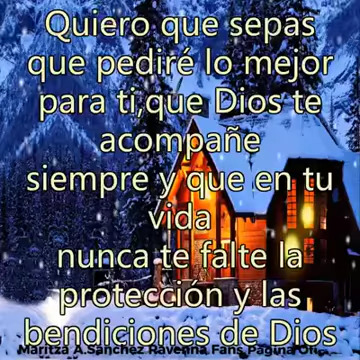 Quiero que sepas
que pediré lo mejor
para ti,que Dios te
acompañe
siempre y que en tu
vida
nunca te falte la
protección y las
bendiciones de Dios
Maritza A.Sanchez Ravenna Fans Pagina